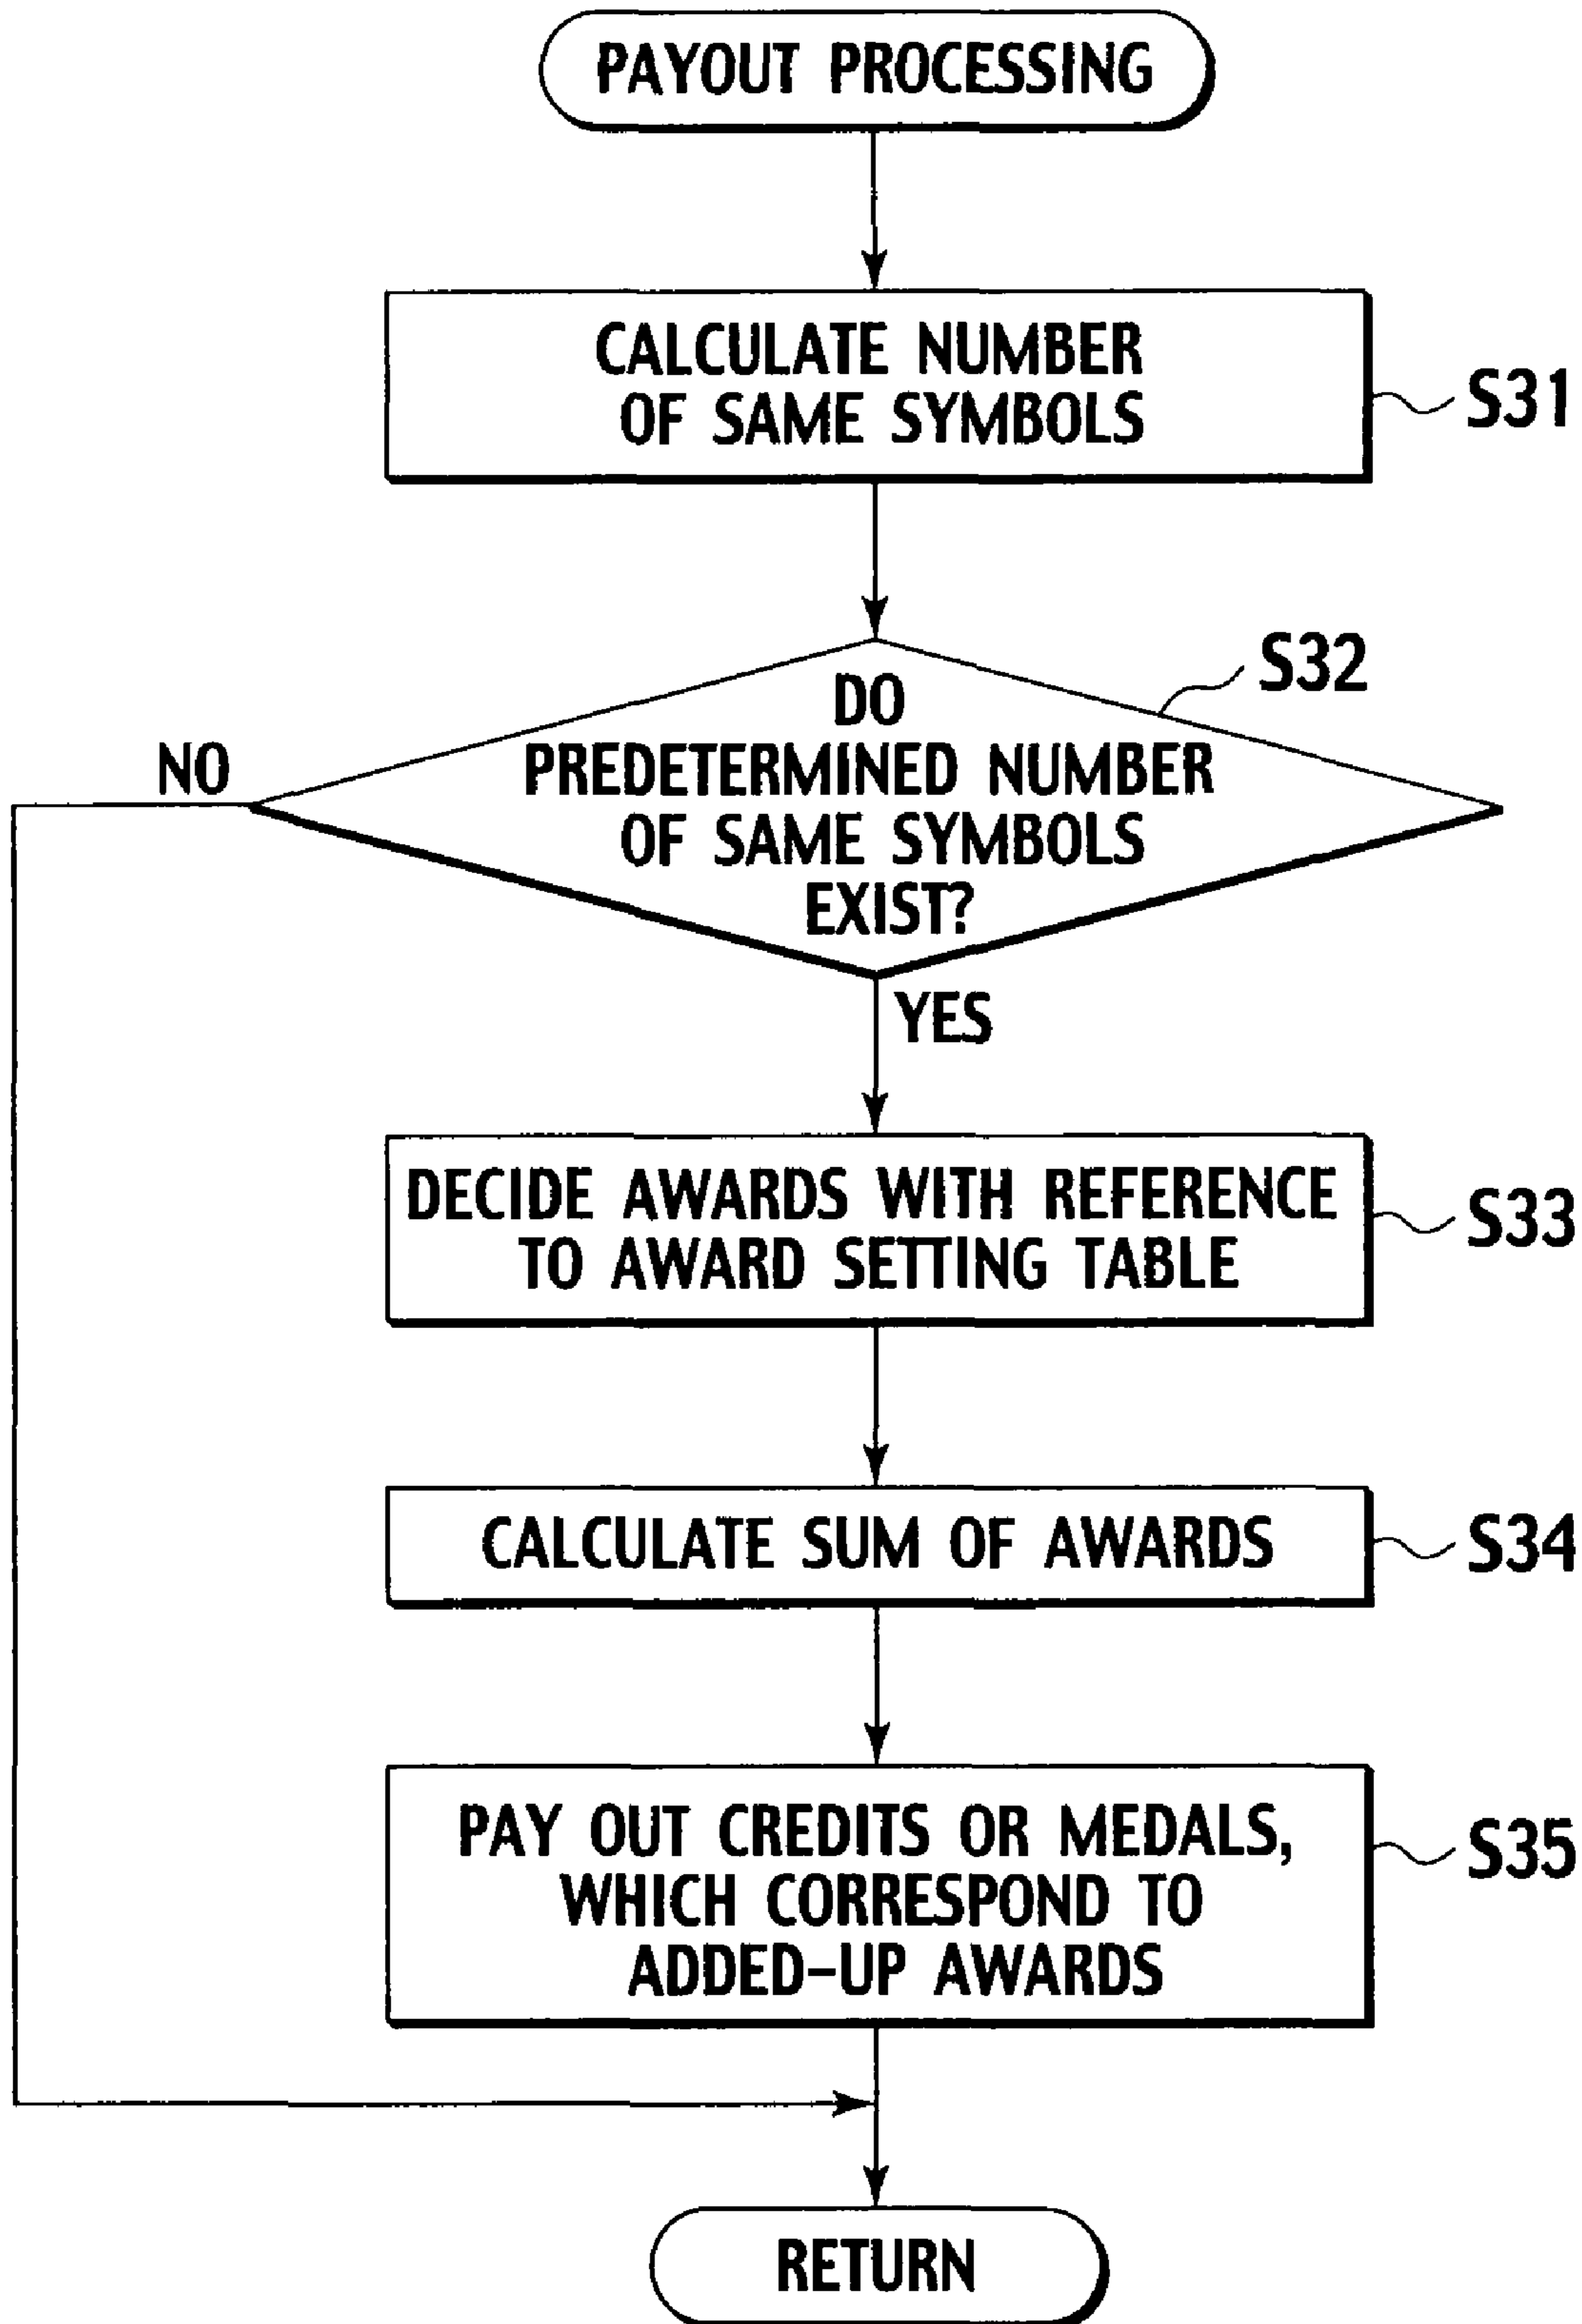 PAYOUT PROCESSING
CALCULATE NUMBER
OF SAME SYMBOLS
S31
S32
DO
PREDETERMINED NUMBER
OF SAME SYMBOLS
EXIST?
NO
YES
DECIDE AWARDS WITH REFERENCE
TO AWARD SETTING TABLE
S33
CALCULATE SUM OF AWARDS
S34
PAY OUT CREDITS OR MEDALS,
WHICH CORRESPOND TO
ADDED-UP AWARDS
S35
RETURN